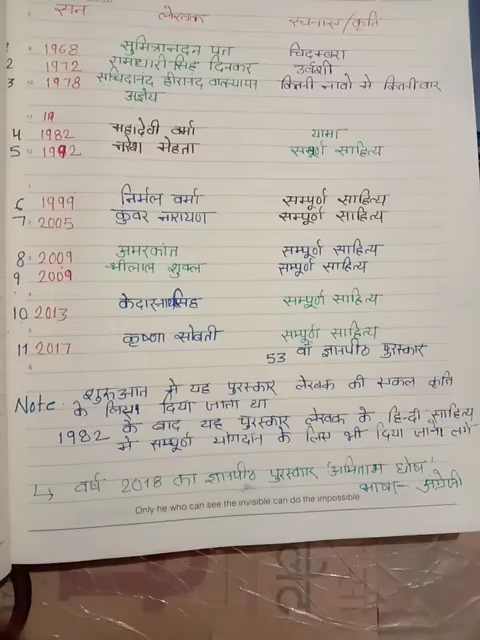 सन लेखक रचनास/कृति
1 1968 सुमित्रानदन पंत चिदम्बरा
2 1972 रामधारी सिंह दिनकर उर्वशी
3 1978 सच्चिदानंद हीरानंद वात्स्यायन कितनी नावो मे कितनी बार
अज्ञेय
4 1982 महादेवी वर्मा यामा
5 1992 नरेश मेहता सम्पूर्ण साहित्य
6 1999 निर्मल वर्मा सम्पूर्ण साहित्य
7 2005 कुंवर नारायण सम्पूर्ण साहित्य
8 2009 अमरकांत सम्पूर्ण साहित्य
9 2009 श्रीलाल शुक्ल सम्पूर्ण साहित्य
10 2013 केदारनाथसिंह सम्पूर्ण साहित्य
11 2017 कृष्णा सोबती सम्पूर्ण साहित्य
53 वाँ ज्ञानपीठ पुरस्कार
Note शुरुआत मे यह पुरस्कार लेखक की सकल कृति
के लिए दिया जाता था
1982 के बाद यह पुरस्कार लेखक के हिन्दी साहित्य
में सम्पूर्ण योगदान के लिए भी दिया जाने लगे
↳ वर्ष 2018 का ज्ञानपीठ पुरस्कार अमिताभ घोष
भाषा- अंग्रेजी
Only he who can see the invisible can do the impossible